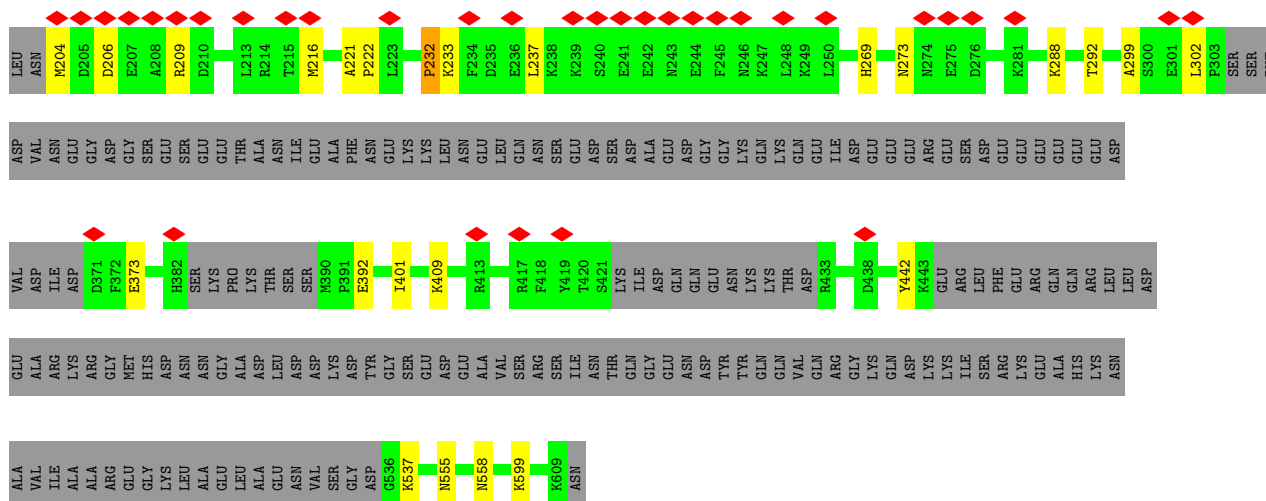 LEU ASN M204 D205 D206 E207 A208 R209 D210 L213 R214 T215 M216 A221 P222 L223 P232 K233 F234 D235 E236 L237 K238 K239 S240 E241 E242 N243 E244 F245 N246 K247 L248 K249 L250 H269 N273 N274 E275 D276 K281 K288 T292 A299 S300 E301 L302 P303 SER SER
ASP VAL ASN GLU GLY ASP GLY SER GLU SER GLU GLU THR ALA ASN ILE GLU ALA PHE ASN GLU LYS LYS LEU ASN GLU LEU GLN ASN SER GLU ASP SER ASP ALA GLU ASP GLY GLY LYS GLN LYS GLN GLU ILE ASP GLU GLU GLU ARG GLU SER ASP GLU GLU GLU GLU GLU GLU ASP
VAL ASP ILE ASP D371 F372 E373 H382 SER LYS PRO LYS THR SER SER M390 P391 E392 I401 K409 R413 R417 F418 Y419 T420 S421 LYS ILE ASP GLN GLN GLU ASN LYS LYS THR ASP R433 D438 Y442 K443 GLU ARG LEU PHE GLU ARG GLN GLN ARG LEU LEU ASP
GLU ALA ARG LYS ARG GLY MET HIS ASP ASN ASN GLY ALA ASP LEU ASP ASP LYS ASP TYR GLY SER GLU ASP GLU ALA VAL SER ARG SER ILE ASN THR GLN GLY GLU ASN ASP ASP TYR TYR GLN GLN VAL GLN ARG GLY LYS GLN ASP LYS LYS ILE SER ARG LYS GLU ALA HIS LYS ASN
ALA VAL ILE ALA ALA ARG GLU GLY LYS LEU ALA GLU LEU ALA GLU ASN VAL SER GLY ASP G536 K537 N555 N558 K599 K609 ASN